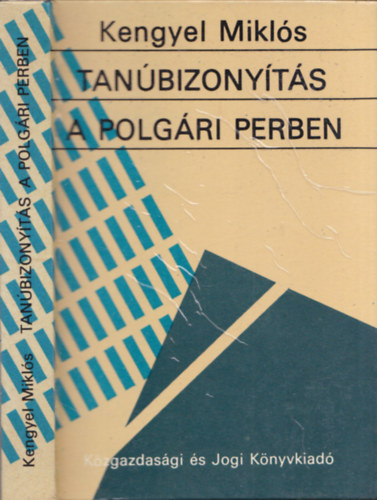 Kengyel Miklós TANÚBIZONYÍTÁS A POLGÁRI PERBEN
Kengyel Miklós
TANÚBIZONYÍTÁS
A POLGÁRI PERBEN
Közgazdasági és Jogi Könyvkiadó